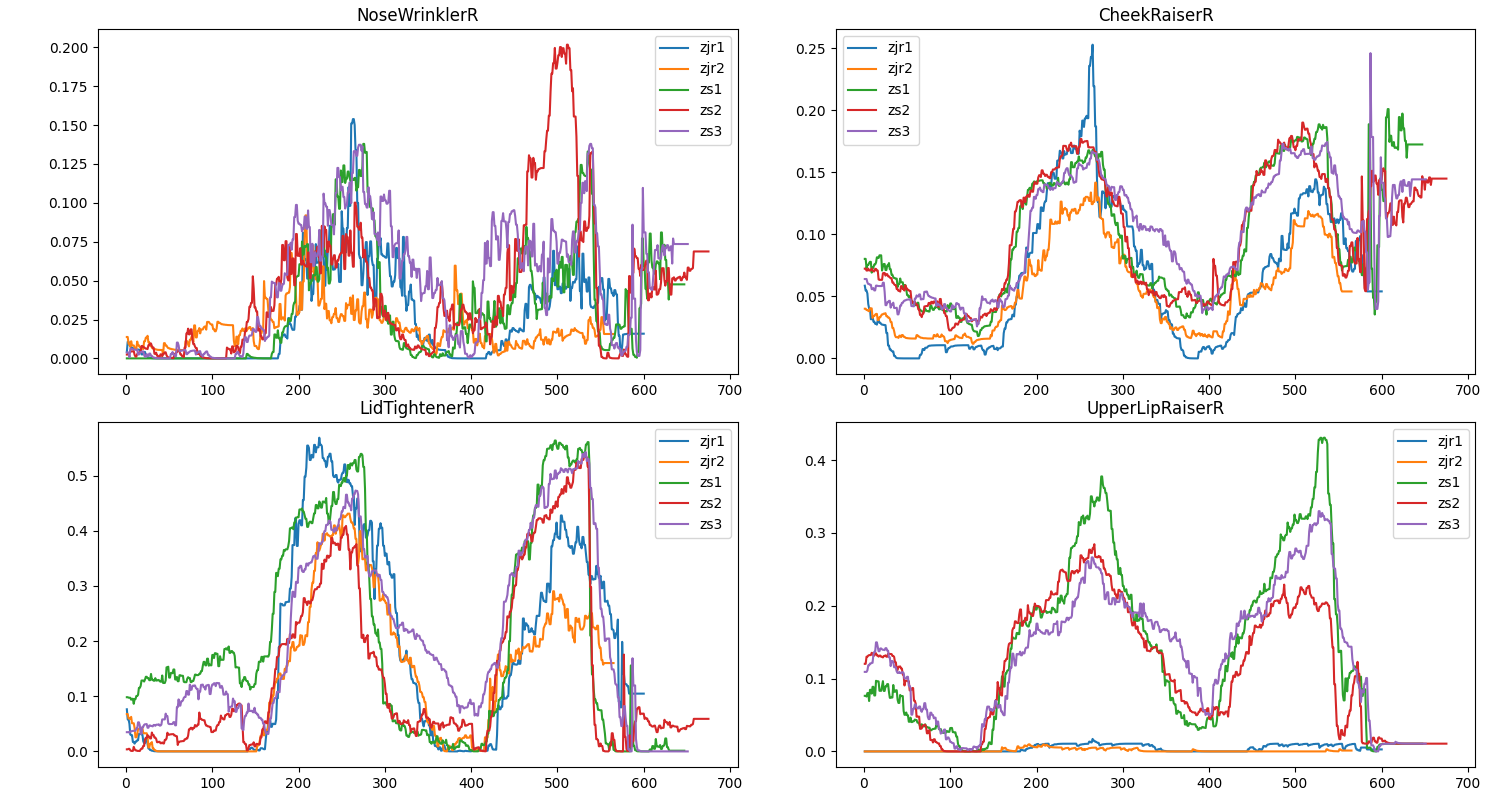 NoseWrinklerR
0.200
0.175
0.150
0.125
0.100
0.075
0.050
0.025
0.000
0 100 200 300 400 500 600 700
zjr1
zjr2
zs1
zs2
zs3
CheekRaiserR
0.25
0.20
0.15
0.10
0.05
0.00
0 100 200 300 400 500 600 700
zjr1
zjr2
zs1
zs2
zs3
LidTightenerR
0.5
0.4
0.3
0.2
0.1
0.0
0 100 200 300 400 500 600 700
zjr1
zjr2
zs1
zs2
zs3
UpperLipRaiserR
0.4
0.3
0.2
0.1
0.0
0 100 200 300 400 500 600 700
zjr1
zjr2
zs1
zs2
zs3